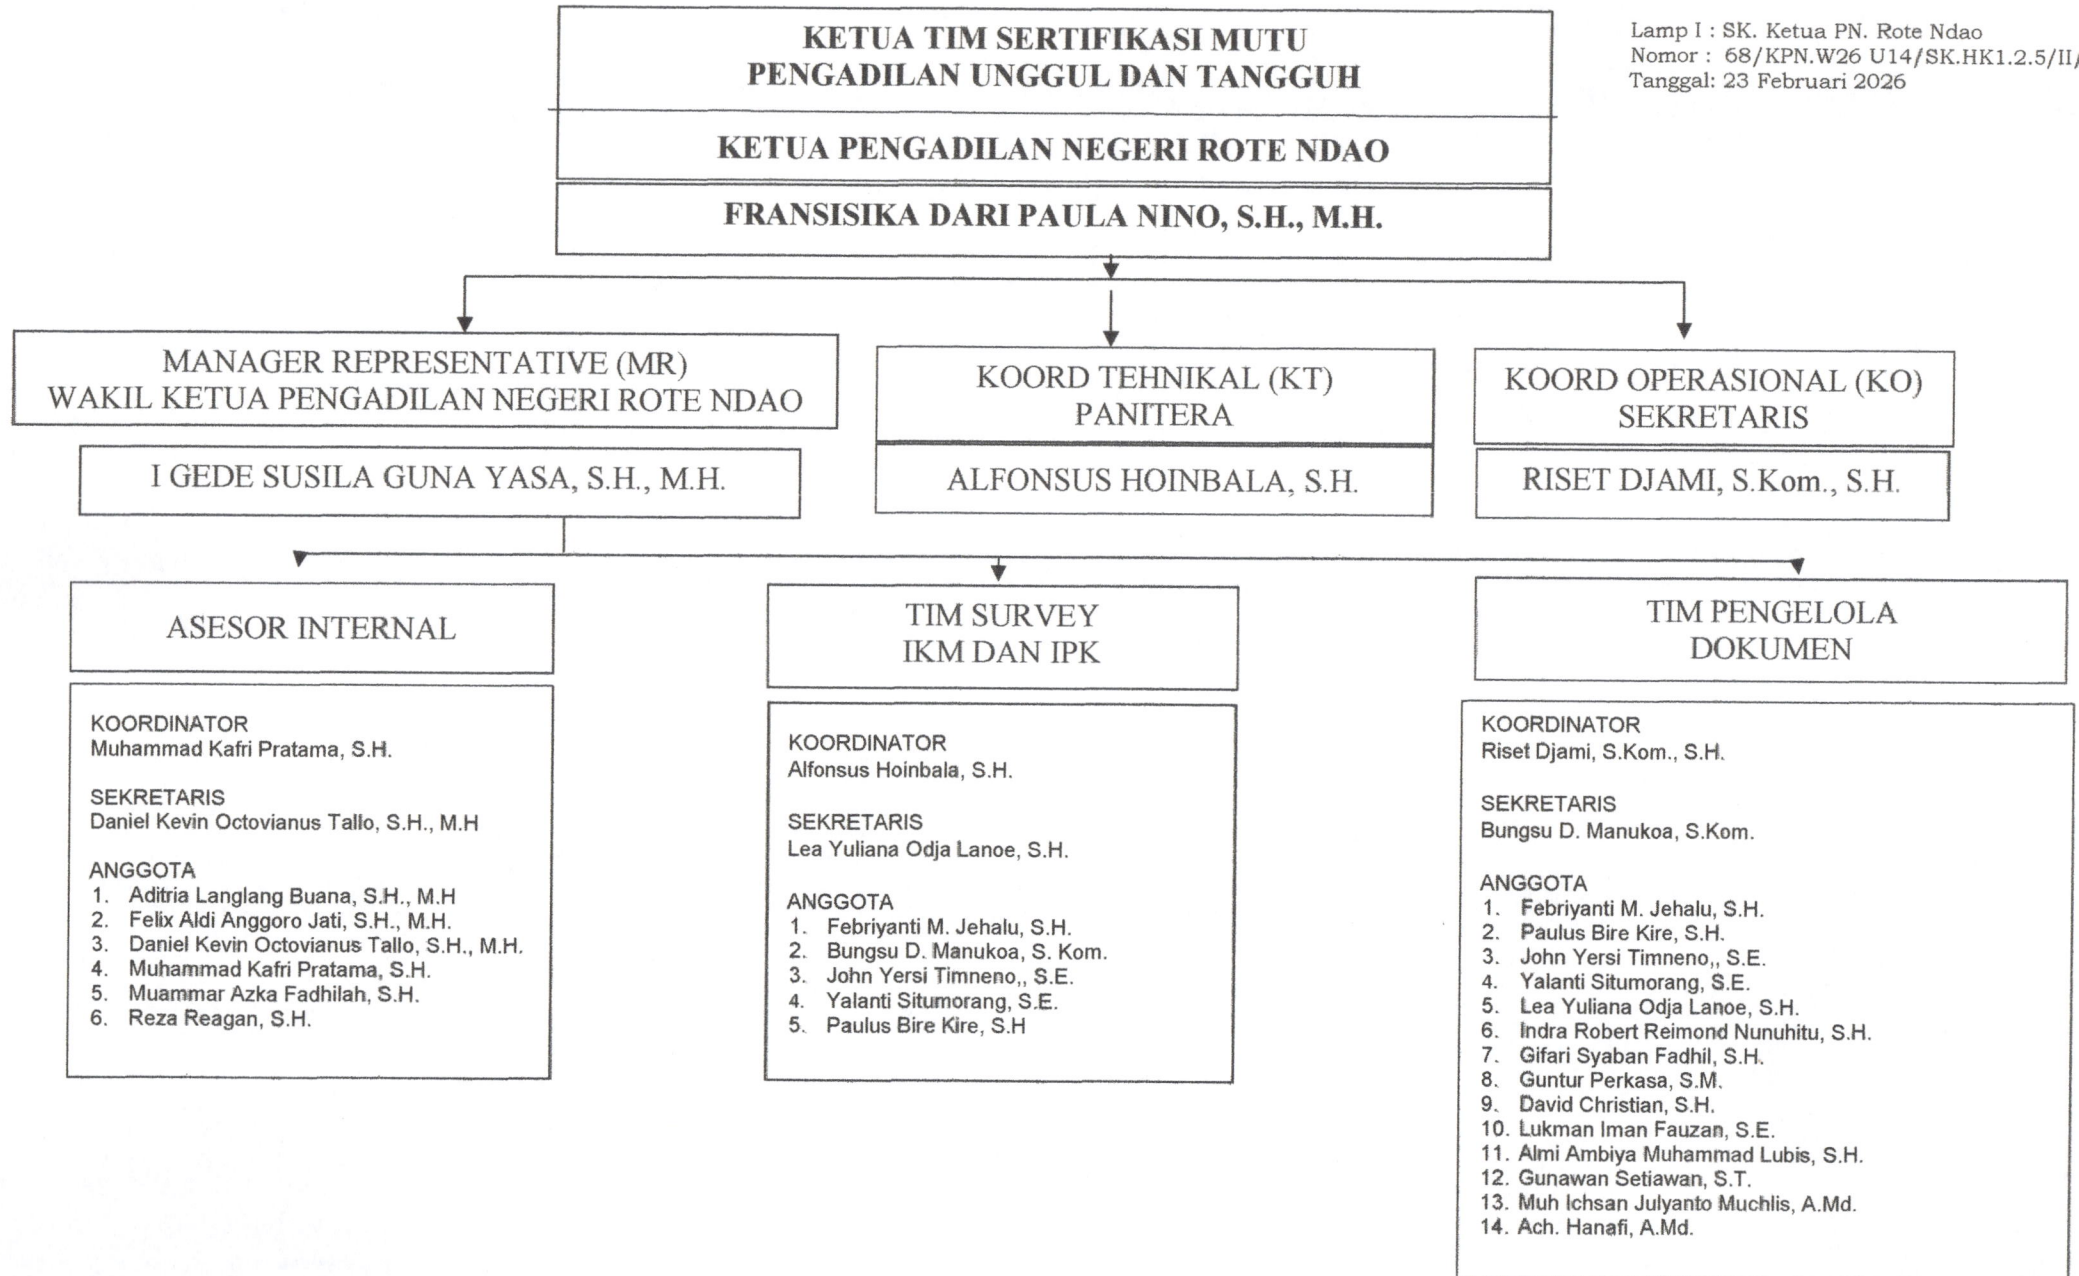 KETUA TIM SERTIFIKASI MUTU
PENGADILAN UNGGUL DAN TANGGUH
KETUA PENGADILAN NEGERI ROTE NDAO
FRANSISIKA DARI PAULA NINO, S.H., M.H.
Lamp I : SK. Ketua PN. Rote Ndao
Nomor : 68/KPN.W26 U14/SK.HK1.2.5/II/
Tanggal: 23 Februari 2026
MANAGER REPRESENTATIVE (MR)
WAKIL KETUA PENGADILAN NEGERI ROTE NDAO
I GEDE SUSILA GUNA YASA, S.H., M.H.
KOORD TEHNIKAL (KT)
PANITERA
ALFONSUS HOINBALA, S.H.
KOORD OPERASIONAL (KO)
SEKRETARIS
RISET DJAMI, S.Kom., S.H.
ASESOR INTERNAL
KOORDINATOR
Muhammad Kafri Pratama, S.H.
SEKRETARIS
Daniel Kevin Octovianus Tallo, S.H., M.H
ANGGOTA
1. Aditria Langlang Buana, S.H., M.H
2. Felix Aldi Anggoro Jati, S.H., M.H.
3. Daniel Kevin Octovianus Tallo, S.H., M.H.
4. Muhammad Kafri Pratama, S.H.
5. Muammar Azka Fadhilah, S.H.
6. Reza Reagan, S.H.
TIM SURVEY
IKM DAN IPK
KOORDINATOR
Alfonsus Hoinbala, S.H.
SEKRETARIS
Lea Yuliana Odja Lanoe, S.H.
ANGGOTA
1. Febriyanti M. Jehalu, S.H.
2. Bungsu D. Manukoa, S. Kom.
3. John Yersi Timneno,, S.E.
4. Yalanti Situmorang, S.E.
5. Paulus Bire Kire, S.H
TIM PENGELOLA
DOKUMEN
KOORDINATOR
Riset Djami, S.Kom., S.H.
SEKRETARIS
Bungsu D. Manukoa, S.Kom.
ANGGOTA
1. Febriyanti M. Jehalu, S.H.
2. Paulus Bire Kire, S.H.
3. John Yersi Timneno,, S.E.
4. Yalanti Situmorang, S.E.
5. Lea Yuliana Odja Lanoe, S.H.
6. Indra Robert Reimond Nunuhitu, S.H.
7. Gifari Syaban Fadhil, S.H.
8. Guntur Perkasa, S.M.
9. David Christian, S.H.
10. Lukman Iman Fauzan, S.E.
11. Almi Ambiya Muhammad Lubis, S.H.
12. Gunawan Setiawan, S.T.
13. Muh Ichsan Julyanto Muchlis, A.Md.
14. Ach. Hanafi, A.Md.